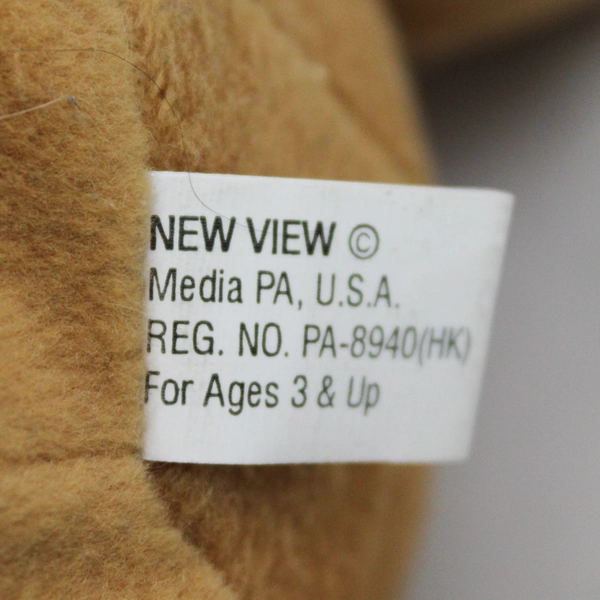 NEW VIEW ©
Media PA, U.S.A.
REG. NO. PA-8940(HK)
For Ages 3 & Up